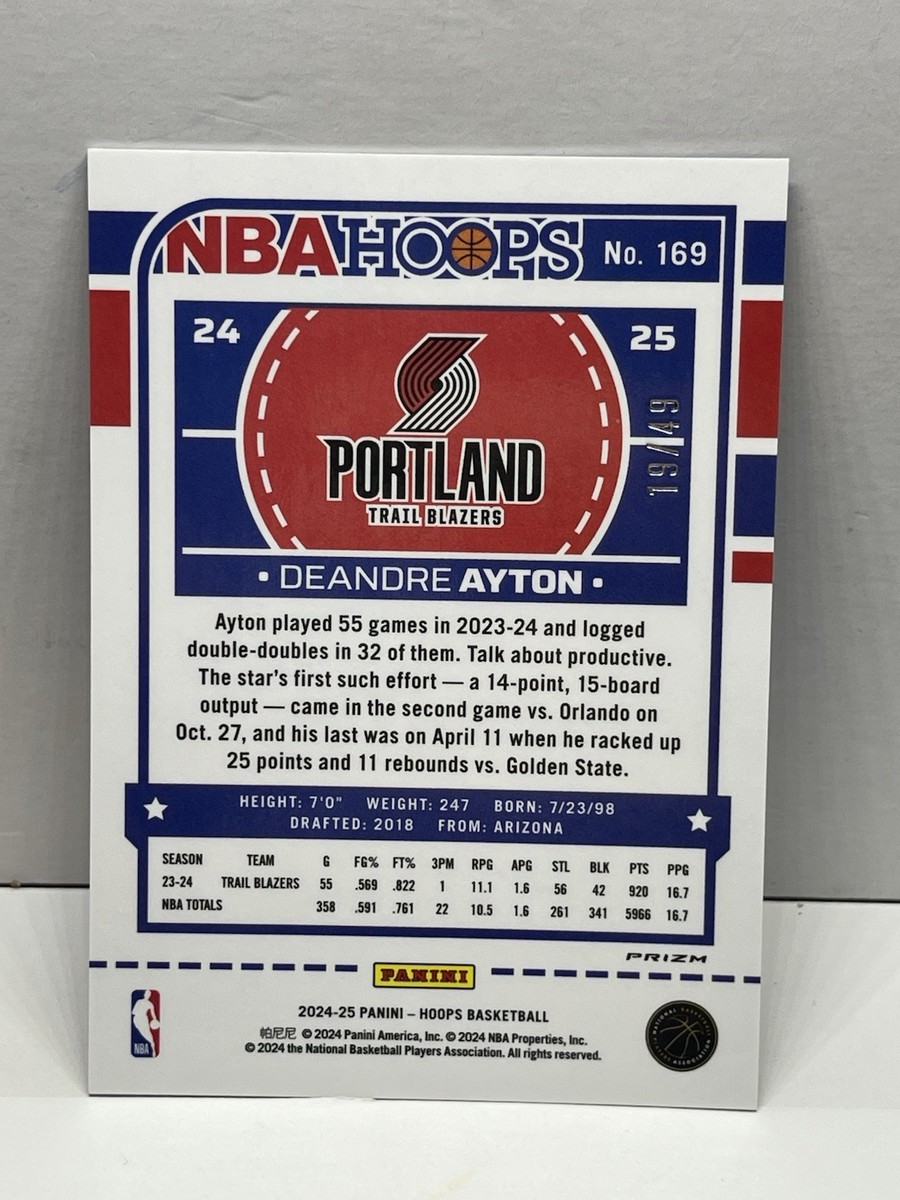 NBA HOOPS No. 169
24 25
19/49
PORTLAND
TRAIL BLAZERS
• DEANDRE AYTON •
Ayton played 55 games in 2023-24 and logged
double-doubles in 32 of them. Talk about productive.
The star's first such effort — a 14-point, 15-board
output — came in the second game vs. Orlando on
Oct. 27, and his last was on April 11 when he racked up
25 points and 11 rebounds vs. Golden State.
HEIGHT: 7'0" WEIGHT: 247 BORN: 7/23/98
DRAFTED: 2018 FROM: ARIZONA
SEASON TEAM G FG% FT% 3PM RPG APG STL BLK PTS PPG
23-24 TRAIL BLAZERS 55 .569 .822 1 11.1 1.6 56 42 920 16.7
NBA TOTALS 358 .591 .761 22 10.5 1.6 261 341 5966 16.7
PRIZM
PANINI
2024-25 PANINI – HOOPS BASKETBALL
帕尼尼 © 2024 Panini America, Inc. © 2024 NBA Properties, Inc.
© 2024 the National Basketball Players Association. All rights reserved.
NBA
NATIONAL BASKETBALL PLAYERS ASSOCIATION